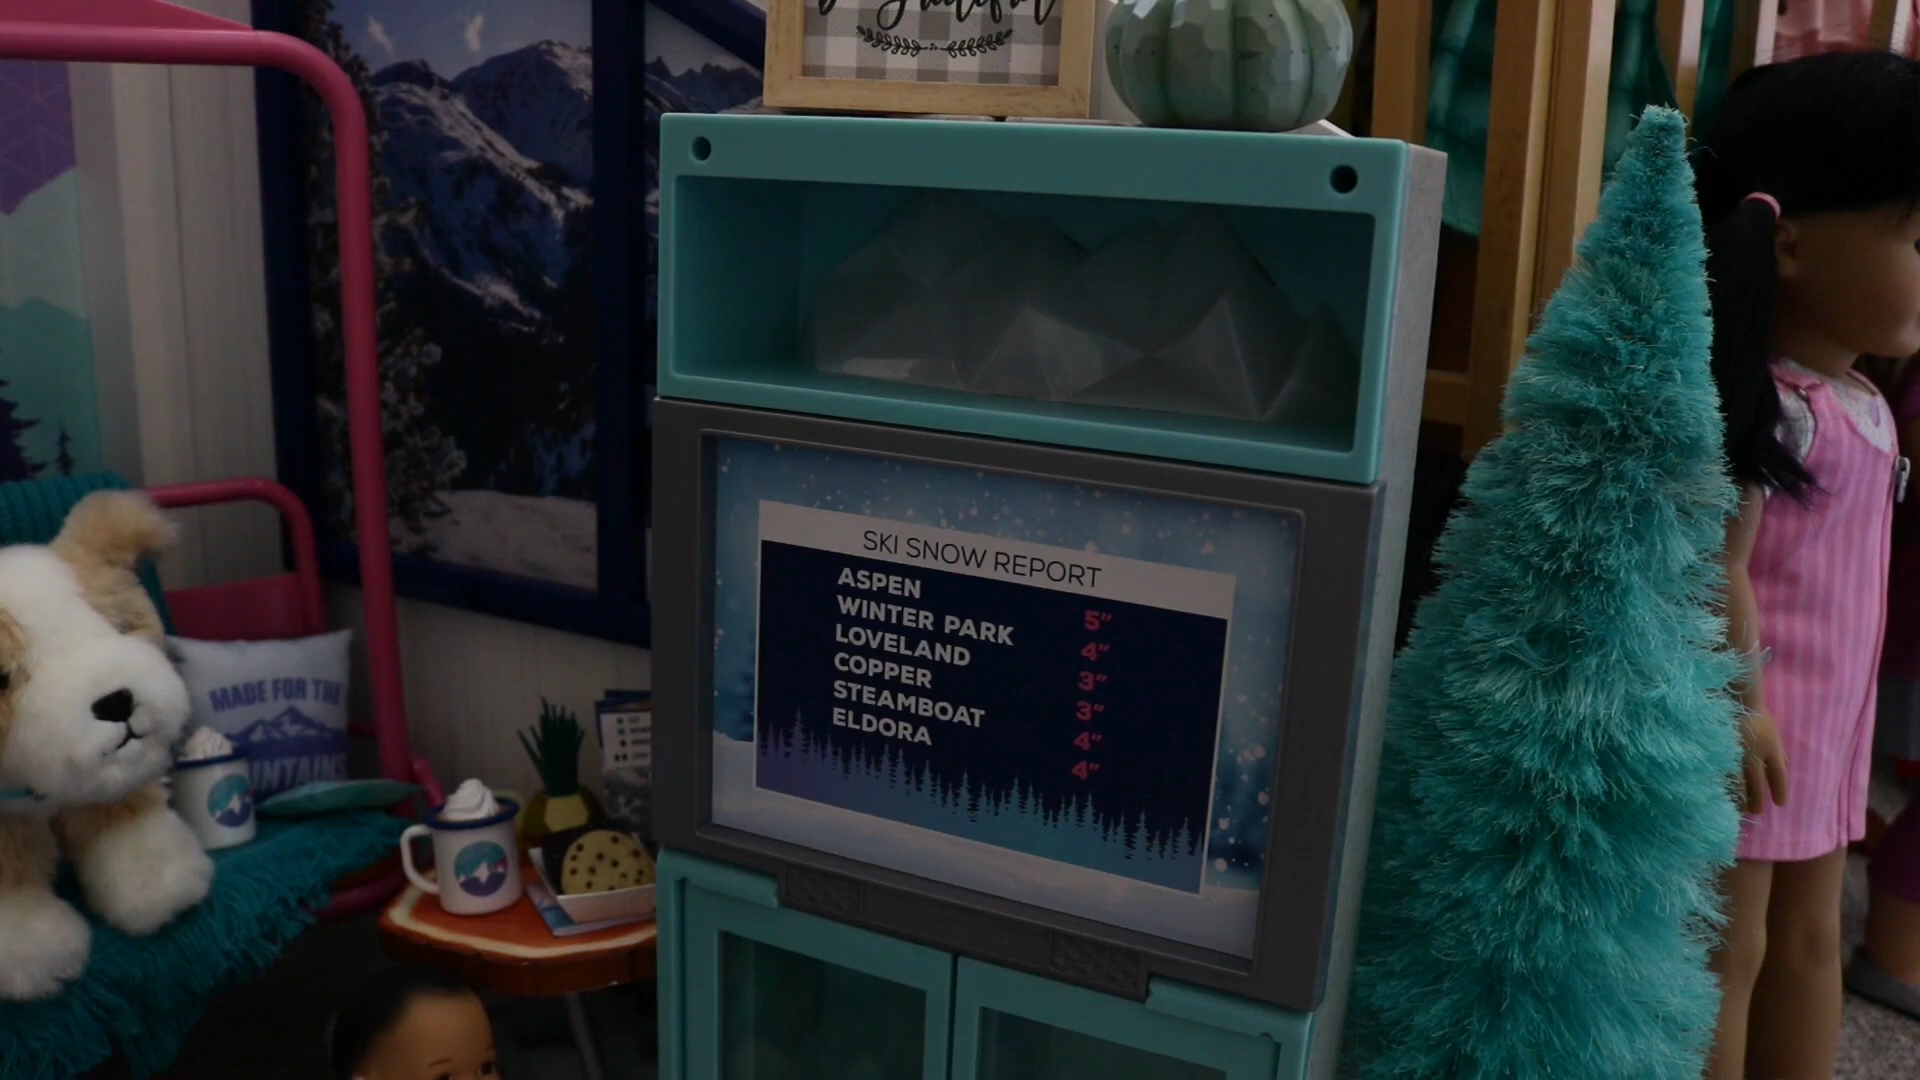 Grateful
SKI SNOW REPORT
ASPEN 5"
WINTER PARK 4"
LOVELAND 3"
COPPER 3"
STEAMBOAT 4"
ELDORA 4"
MADE FOR THE
MOUNTAINS